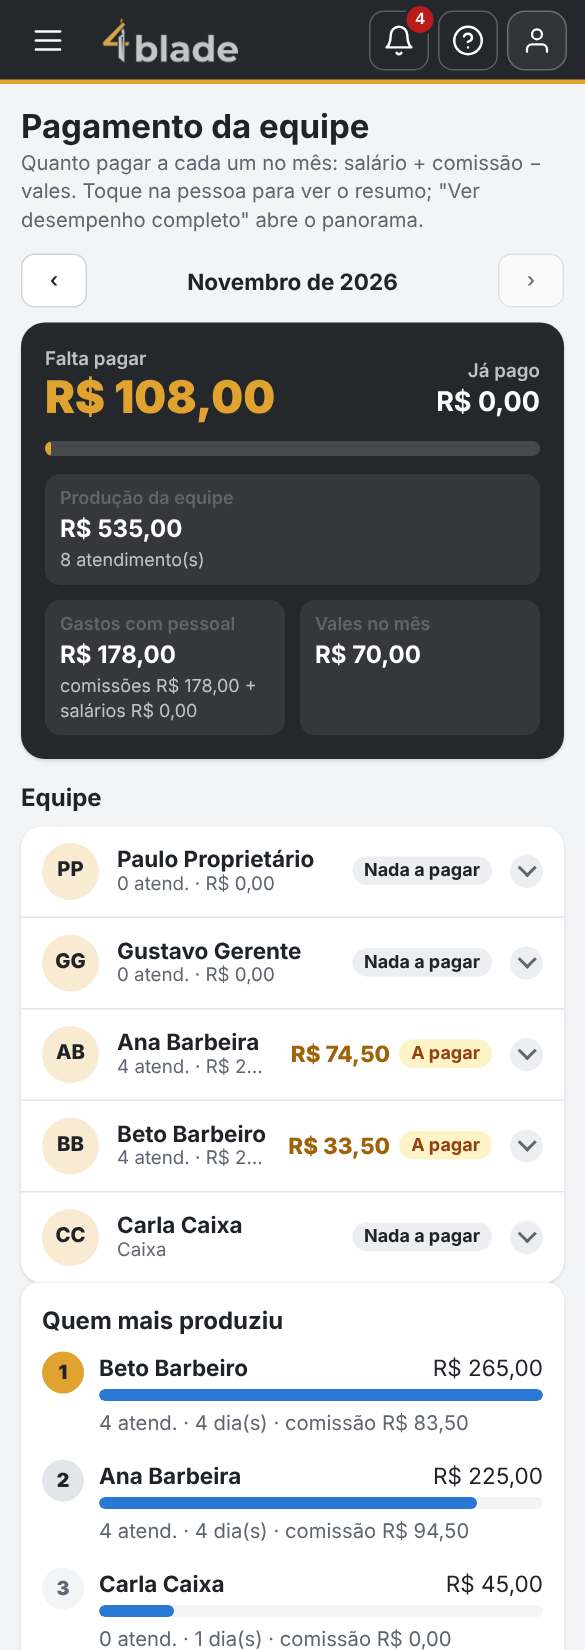 4blade
4
Pagamento da equipe
Quanto pagar a cada um no mês: salário + comissão −
vales. Toque na pessoa para ver o resumo; "Ver
desempenho completo" abre o panorama.
‹
Novembro de 2026
›
Falta pagar
R$ 108,00
Já pago
R$ 0,00
Produção da equipe
R$ 535,00
8 atendimento(s)
Gastos com pessoal
R$ 178,00
comissões R$ 178,00 +
salários R$ 0,00
Vales no mês
R$ 70,00
Equipe
PP
Paulo Proprietário
0 atend. · R$ 0,00
Nada a pagar
GG
Gustavo Gerente
0 atend. · R$ 0,00
Nada a pagar
AB
Ana Barbeira
4 atend. · R$ 2...
R$ 74,50
A pagar
BB
Beto Barbeiro
4 atend. · R$ 2...
R$ 33,50
A pagar
CC
Carla Caixa
Caixa
Nada a pagar
Quem mais produziu
1
Beto Barbeiro
R$ 265,00
4 atend. · 4 dia(s) · comissão R$ 83,50
2
Ana Barbeira
R$ 225,00
4 atend. · 4 dia(s) · comissão R$ 94,50
3
Carla Caixa
R$ 45,00
0 atend. · 1 dia(s) · comissão R$ 0,00